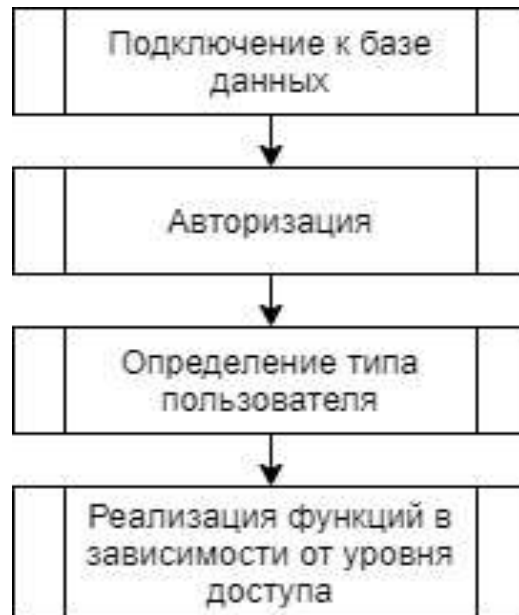 Подключение к базе
данных
Авторизация
Определение типа
пользователя
Реализация функций в
зависимости от уровня
доступа